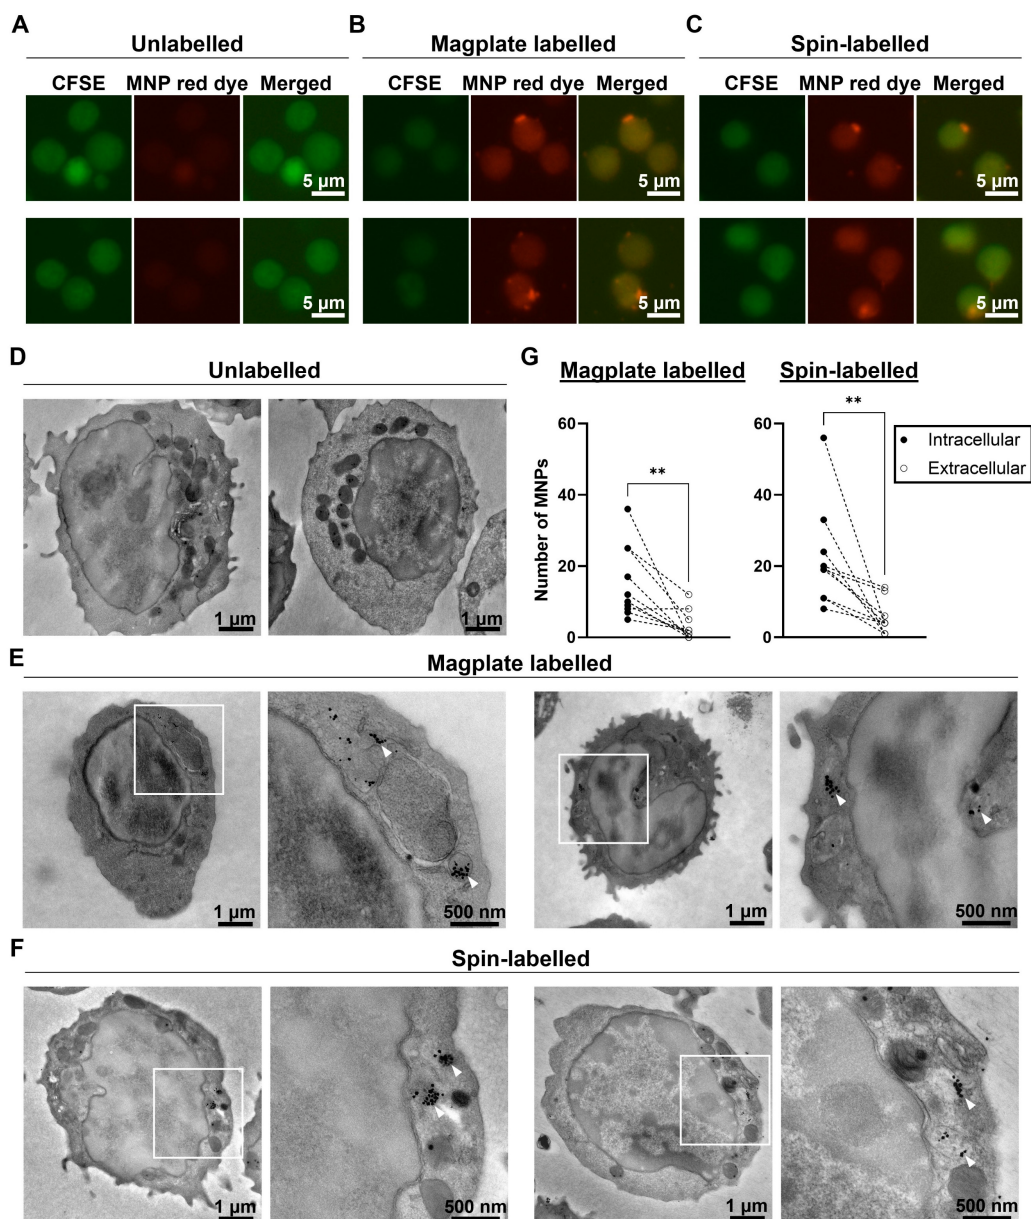 A B C
Unlabelled Magplate labelled Spin-labelled
CFSE MNP red dye Merged CFSE MNP red dye Merged CFSE MNP red dye Merged
5 µm 5 µm 5 µm
5 µm 5 µm 5 µm
D
Unlabelled
1 µm 1 µm
G
Magplate labelled Spin-labelled
Number of MNPs
60
40
20
0
**
60
40
20
0
**
Intracellular
Extracellular
E
Magplate labelled
1 µm 500 nm 1 µm 500 nm
F
Spin-labelled
1 µm 500 nm 1 µm 500 nm